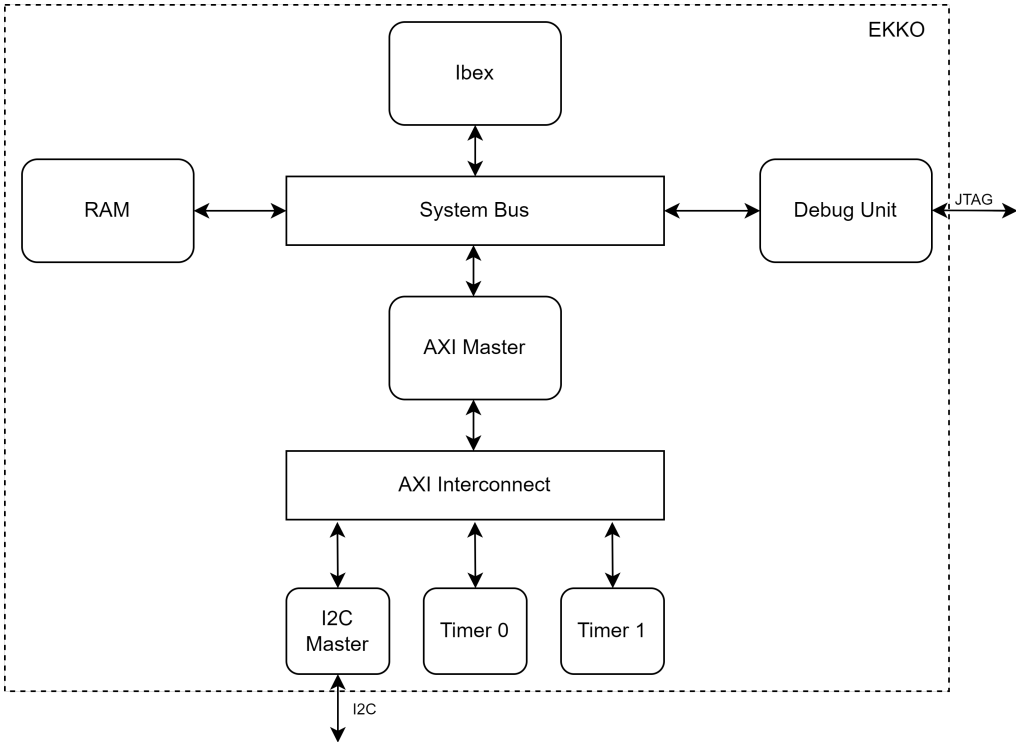 EKKO
Ibex
RAM
System Bus
Debug Unit
JTAG
AXI Master
AXI Interconnect
I2C
Master
Timer 0
Timer 1
I2C